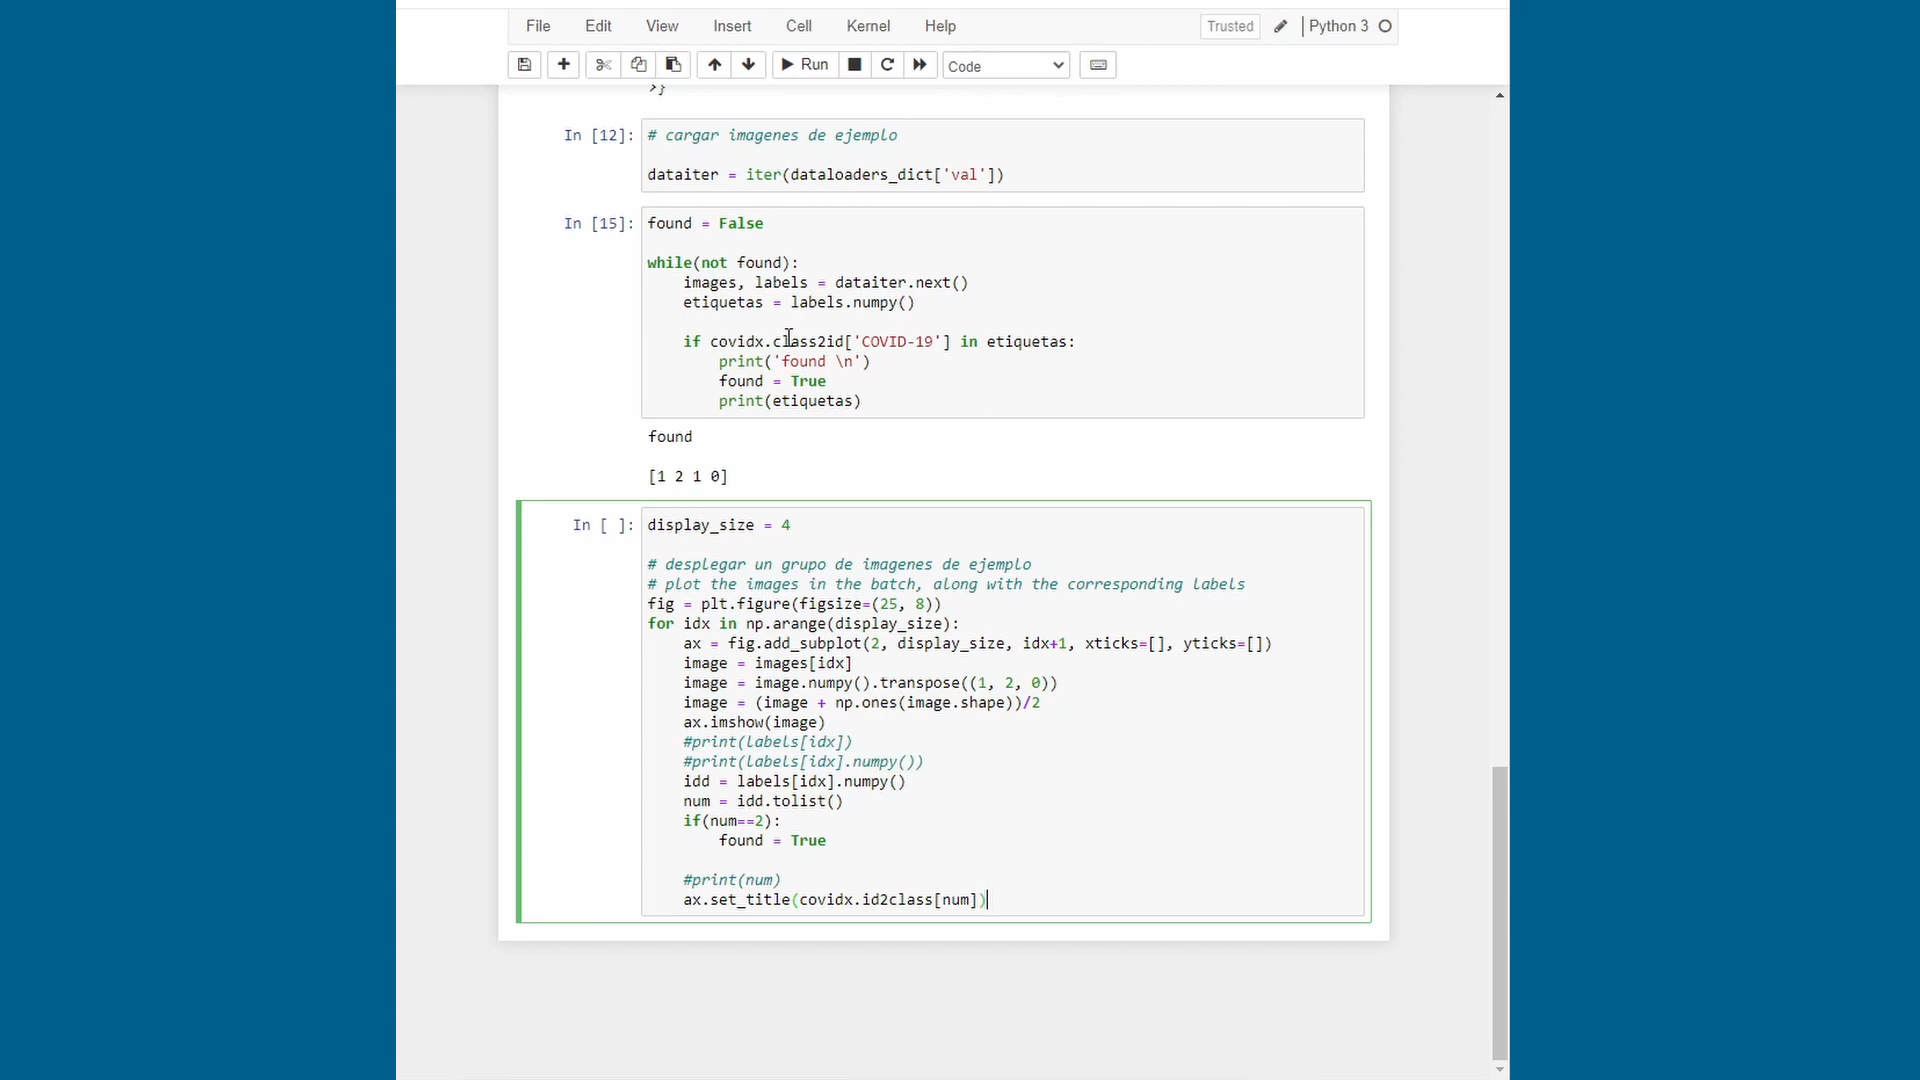 File Edit View Insert Cell Kernel Help Trusted Python 3
Run Code
>}
In [12]: # cargar imagenes de ejemplo
dataiter = iter(dataloaders_dict['val'])
In [15]: found = False
while(not found):
    images, labels = dataiter.next()
    etiquetas = labels.numpy()
    if covidx.class2id['COVID-19'] in etiquetas:
        print('found \n')
        found = True
        print(etiquetas)
found
[1 2 1 0]
In [ ]: display_size = 4
# desplegar un grupo de imagenes de ejemplo
# plot the images in the batch, along with the corresponding labels
fig = plt.figure(figsize=(25, 8))
for idx in np.arange(display_size):
    ax = fig.add_subplot(2, display_size, idx+1, xticks=[], yticks=[])
    image = images[idx]
    image = image.numpy().transpose((1, 2, 0))
    image = (image + np.ones(image.shape))/2
    ax.imshow(image)
    #print(labels[idx])
    #print(labels[idx].numpy())
    idd = labels[idx].numpy()
    num = idd.tolist()
    if(num==2):
        found = True
    #print(num)
    ax.set_title(covidx.id2class[num])